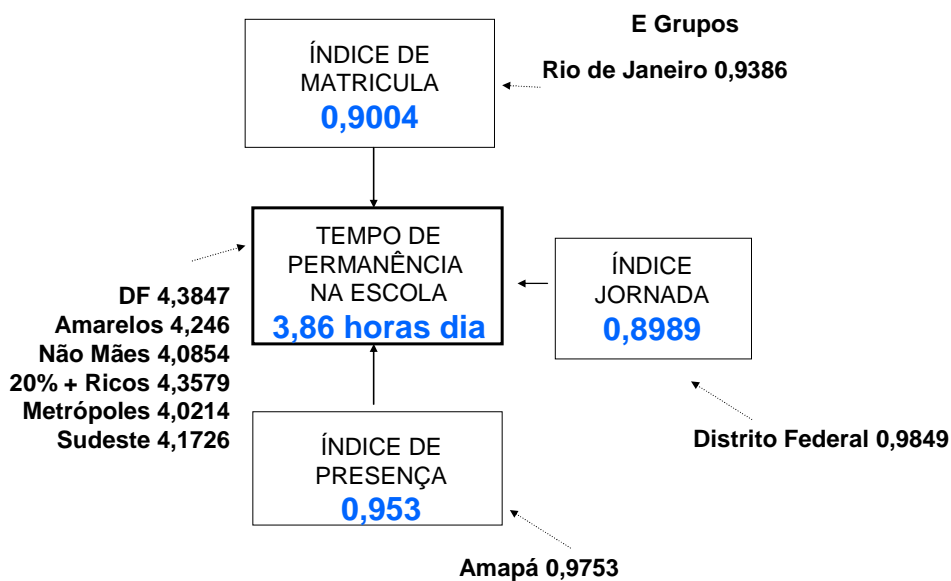 E Grupos
ÍNDICE DE
MATRICULA
0,9004
Rio de Janeiro 0,9386
TEMPO DE
PERMANÊNCIA
NA ESCOLA
3,86 horas dia
ÍNDICE
JORNADA
0,8989
DF 4,3847
Amarelos 4,246
Não Mães 4,0854
20% + Ricos 4,3579
Metrópoles 4,0214
Sudeste 4,1726
Distrito Federal 0,9849
ÍNDICE DE
PRESENÇA
0,953
Amapá 0,9753